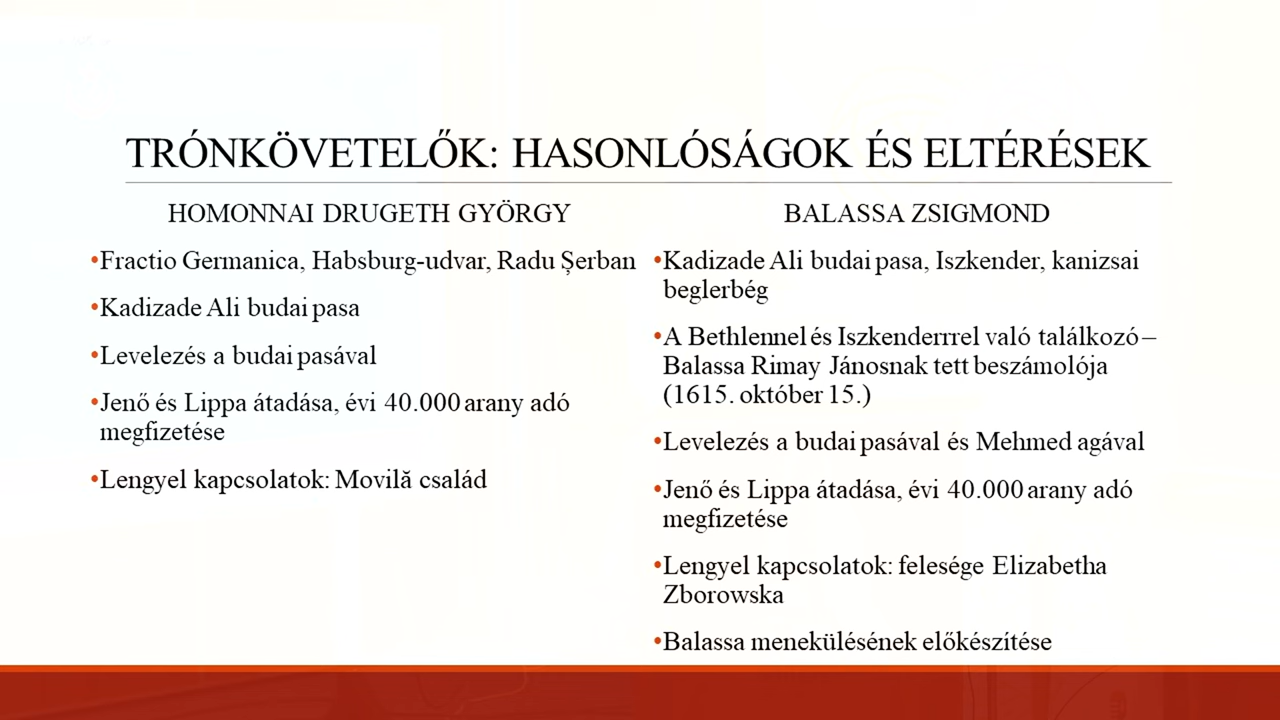 TRÓNKÖVETELŐK: HASONLÓSÁGOK ÉS ELTÉRÉSEK
HOMONNAI DRUGETH GYÖRGY
•Fractio Germanica, Habsburg-udvar, Radu Șerban
•Kadizade Ali budai pasa
•Levelezés a budai pasával
•Jenő és Lippa átadása, évi 40.000 arany adó
megfizetése
•Lengyel kapcsolatok: Movilă család
BALASSA ZSIGMOND
•Kadizade Ali budai pasa, Iszkender, kanizsai
beglerbég
•A Bethlennel és Iszkenderrrel való találkozó –
Balassa Rimay Jánosnak tett beszámolója
(1615. október 15.)
•Levelezés a budai pasával és Mehmed agával
•Jenő és Lippa átadása, évi 40.000 arany adó
megfizetése
•Lengyel kapcsolatok: felesége Elizabetha
Zborowska
•Balassa menekülésének előkészítése